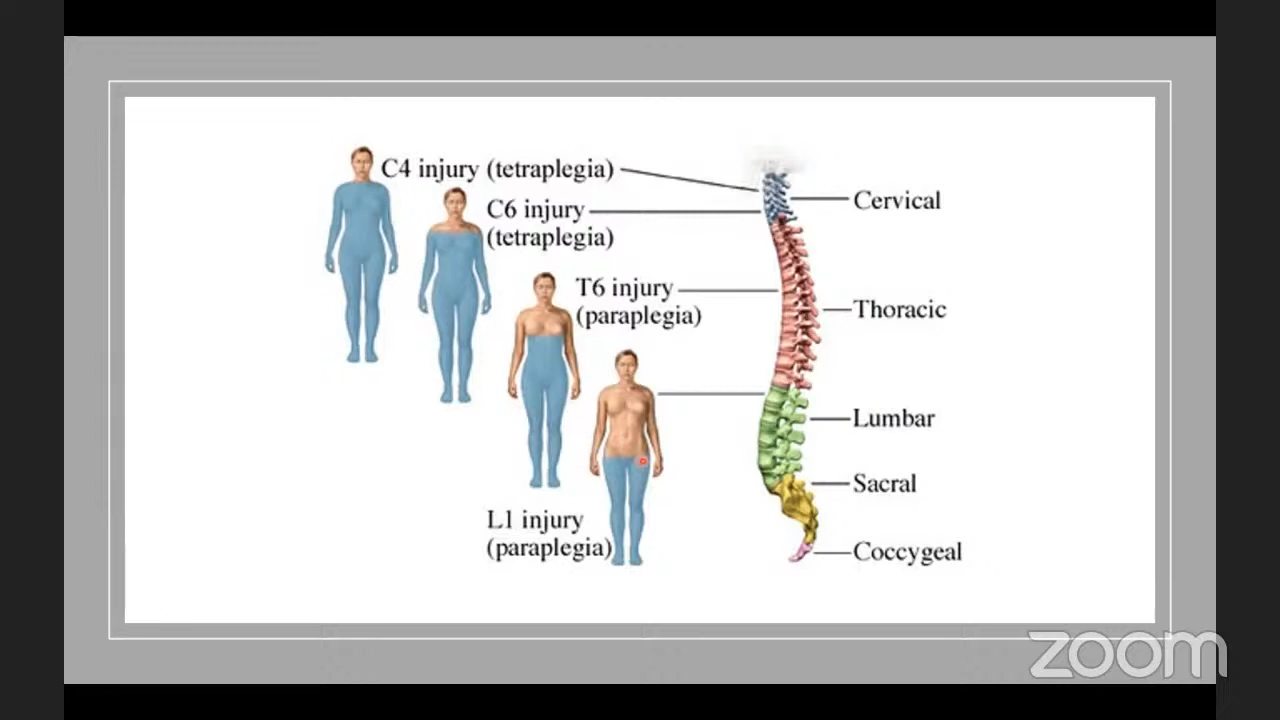 C4 injury (tetraplegia)
C6 injury
(tetraplegia)
T6 injury
(paraplegia)
L1 injury
(paraplegia)
Cervical
Thoracic
Lumbar
Sacral
Coccygeal
zoom